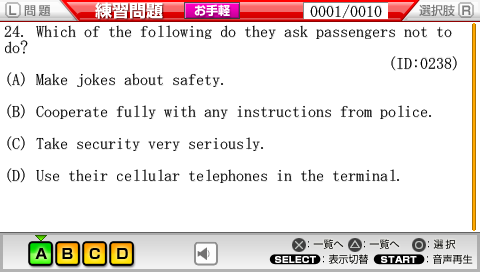 L 問題 練習問題 お手軽 0001/0010 選択肢 R
24. Which of the following do they ask passengers not to
do?
(ID:0238)
(A) Make jokes about safety.
(B) Cooperate fully with any instructions from police.
(C) Take security very seriously.
(D) Use their cellular telephones in the terminal.
A B C D
×：一覧へ △：一覧へ ○：選択
SELECT：表示切替 START：音声再生